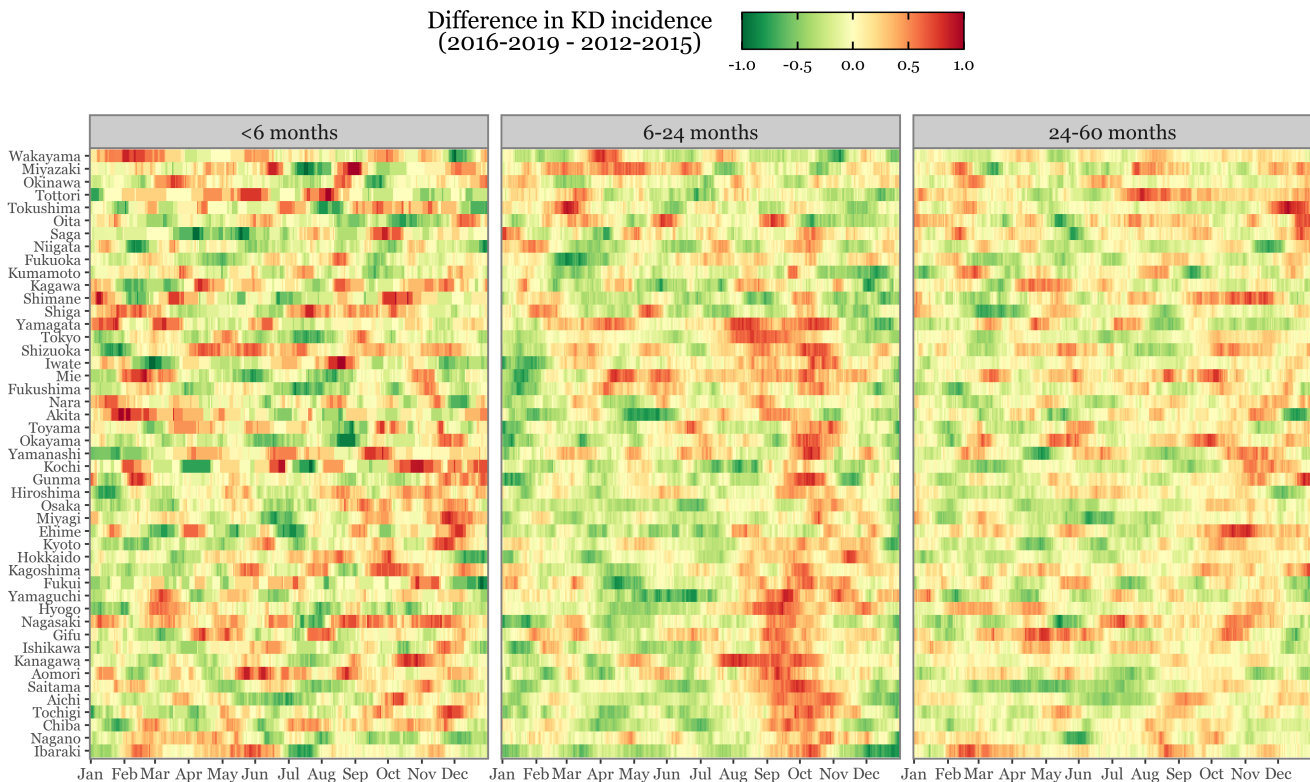 Difference in KD incidence
(2016-2019 - 2012-2015)
-1.0 -0.5 0.0 0.5 1.0
<6 months 6-24 months 24-60 months
Wakayama
Miyazaki
Okinawa
Tottori
Tokushima
Oita
Saga
Niigata
Fukuoka
Kumamoto
Kagawa
Shimane
Shiga
Yamagata
Tokyo
Shizuoka
Iwate
Mie
Fukushima
Nara
Akita
Toyama
Okayama
Yamanashi
Kochi
Gunma
Hiroshima
Osaka
Miyagi
Ehime
Kyoto
Hokkaido
Kagoshima
Fukui
Yamaguchi
Hyogo
Nagasaki
Gifu
Ishikawa
Kanagawa
Aomori
Saitama
Aichi
Tochigi
Chiba
Nagano
Ibaraki
Jan Feb Mar Apr May Jun Jul Aug Sep Oct Nov Dec Jan Feb Mar Apr May Jun Jul Aug Sep Oct Nov Dec Jan Feb Mar Apr May Jun Jul Aug Sep Oct Nov Dec